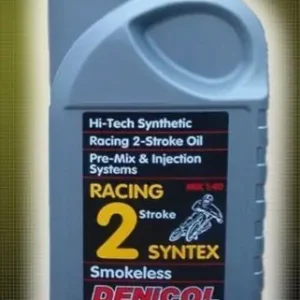 Hi-Tech Synthetic
Racing 2-Stroke Oil
Pre-Mix & Injection
Systems
RACING
MIX 1:40
2 Stroke
SYNTEX
Smokeless
DENICOL